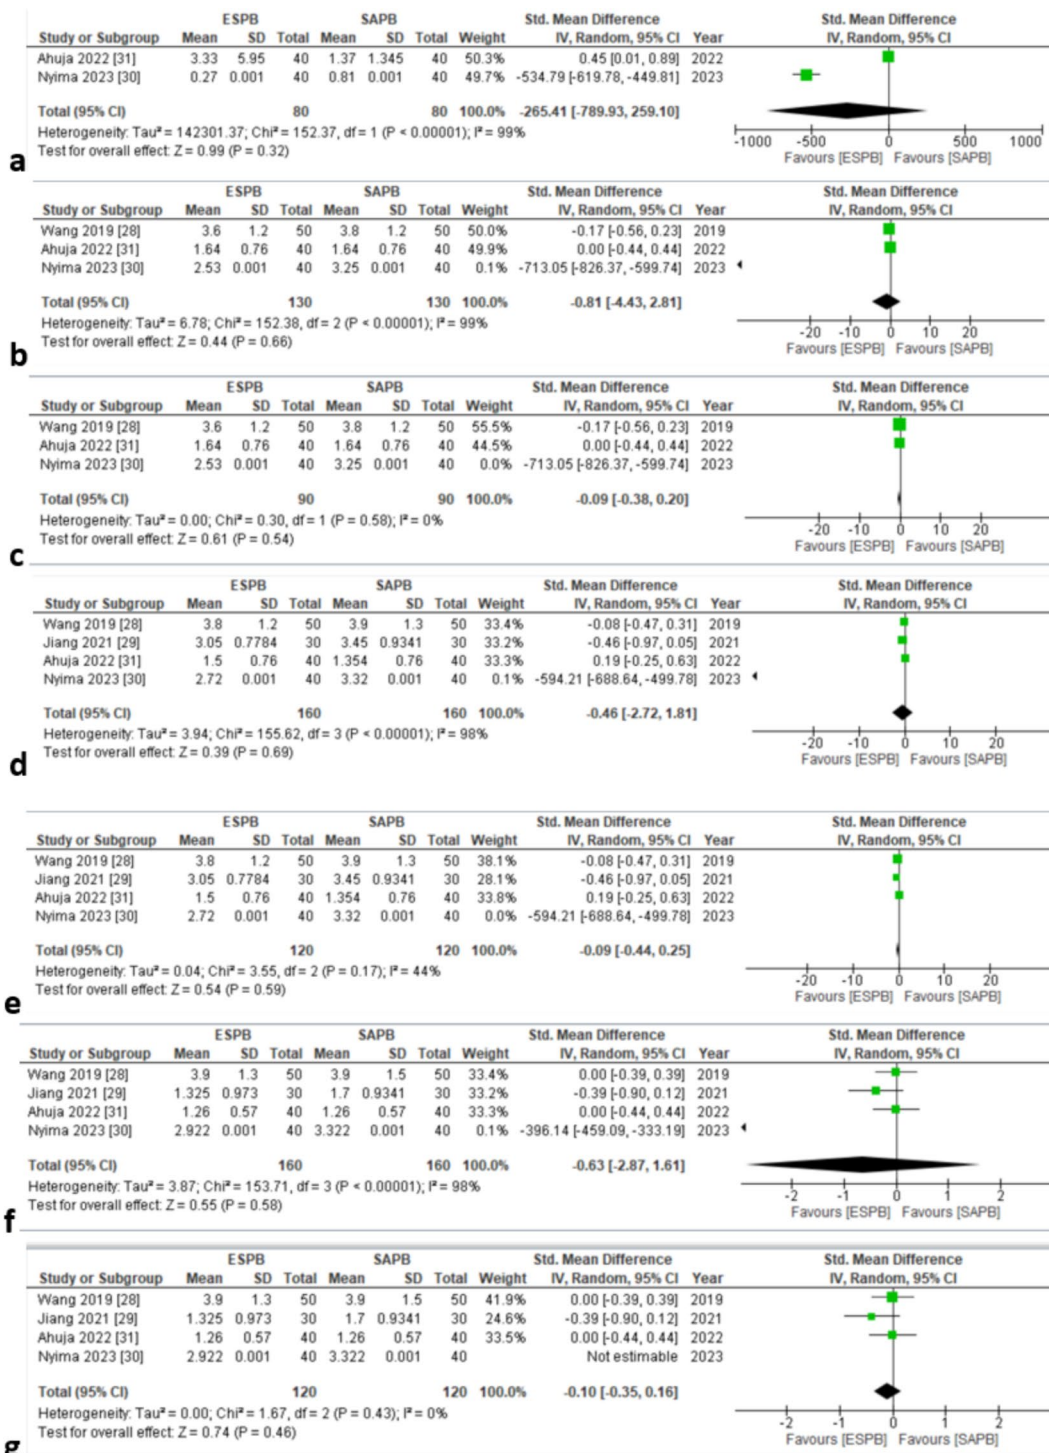 ESPB SAPB Std. Mean Difference Std. Mean Difference
Study or Subgroup Mean SD Total Mean SD Total Weight IV, Random, 95% CI Year IV, Random, 95% CI
Ahuja 2022 [31] 3.33 5.95 40 1.37 1.345 40 50.3% 0.45 [0.01, 0.89] 2022
Nyima 2023 [30] 0.27 0.001 40 0.81 0.001 40 49.7% -534.79 [-619.78, -449.81] 2023
Total (95% CI) 80 80 100.0% -265.41 [-789.93, 259.10]
Heterogeneity: Tau² = 142301.37; Chi² = 152.37, df = 1 (P < 0.00001); I² = 99%
Test for overall effect: Z = 0.99 (P = 0.32)
-1000 -500 0 500 1000
Favours [ESPB] Favours [SAPB]
a
ESPB SAPB Std. Mean Difference Std. Mean Difference
Study or Subgroup Mean SD Total Mean SD Total Weight IV, Random, 95% CI Year IV, Random, 95% CI
Wang 2019 [28] 3.6 1.2 50 3.8 1.2 50 50.0% -0.17 [-0.56, 0.23] 2019
Ahuja 2022 [31] 1.64 0.76 40 1.64 0.76 40 49.9% 0.00 [-0.44, 0.44] 2022
Nyima 2023 [30] 2.53 0.001 40 3.25 0.001 40 0.1% -713.05 [-826.37, -599.74] 2023
Total (95% CI) 130 130 100.0% -0.81 [-4.43, 2.81]
Heterogeneity: Tau² = 6.78; Chi² = 152.38, df = 2 (P < 0.00001); I² = 99%
Test for overall effect: Z = 0.44 (P = 0.66)
-20 -10 0 10 20
Favours [ESPB] Favours [SAPB]
b
ESPB SAPB Std. Mean Difference Std. Mean Difference
Study or Subgroup Mean SD Total Mean SD Total Weight IV, Random, 95% CI Year IV, Random, 95% CI
Wang 2019 [28] 3.6 1.2 50 3.8 1.2 50 55.5% -0.17 [-0.56, 0.23] 2019
Ahuja 2022 [31] 1.64 0.76 40 1.64 0.76 40 44.5% 0.00 [-0.44, 0.44] 2022
Nyima 2023 [30] 2.53 0.001 40 3.25 0.001 40 0.0% -713.05 [-826.37, -599.74] 2023
Total (95% CI) 90 90 100.0% -0.09 [-0.38, 0.20]
Heterogeneity: Tau² = 0.00; Chi² = 0.30, df = 1 (P = 0.58); I² = 0%
Test for overall effect: Z = 0.61 (P = 0.54)
-20 -10 0 10 20
Favours [ESPB] Favours [SAPB]
c
ESPB SAPB Std. Mean Difference Std. Mean Difference
Study or Subgroup Mean SD Total Mean SD Total Weight IV, Random, 95% CI Year IV, Random, 95% CI
Wang 2019 [28] 3.8 1.2 50 3.9 1.3 50 33.4% -0.08 [-0.47, 0.31] 2019
Jiang 2021 [29] 3.05 0.7784 30 3.45 0.9341 30 33.2% -0.46 [-0.97, 0.05] 2021
Ahuja 2022 [31] 1.5 0.76 40 1.354 0.76 40 33.3% 0.19 [-0.25, 0.63] 2022
Nyima 2023 [30] 2.72 0.001 40 3.32 0.001 40 0.1% -594.21 [-688.64, -499.78] 2023
Total (95% CI) 160 160 100.0% -0.46 [-2.72, 1.81]
Heterogeneity: Tau² = 3.94; Chi² = 155.62, df = 3 (P < 0.00001); I² = 98%
Test for overall effect: Z = 0.39 (P = 0.69)
-20 -10 0 10 20
Favours [ESPB] Favours [SAPB]
d
ESPB SAPB Std. Mean Difference Std. Mean Difference
Study or Subgroup Mean SD Total Mean SD Total Weight IV, Random, 95% CI Year IV, Random, 95% CI
Wang 2019 [28] 3.8 1.2 50 3.9 1.3 50 38.1% -0.08 [-0.47, 0.31] 2019
Jiang 2021 [29] 3.05 0.7784 30 3.45 0.9341 30 28.1% -0.46 [-0.97, 0.05] 2021
Ahuja 2022 [31] 1.5 0.76 40 1.354 0.76 40 33.8% 0.19 [-0.25, 0.63] 2022
Nyima 2023 [30] 2.72 0.001 40 3.32 0.001 40 0.0% -594.21 [-688.64, -499.78] 2023
Total (95% CI) 120 120 100.0% -0.09 [-0.44, 0.25]
Heterogeneity: Tau² = 0.04; Chi² = 3.55, df = 2 (P = 0.17); I² = 44%
Test for overall effect: Z = 0.54 (P = 0.59)
-20 -10 0 10 20
Favours [ESPB] Favours [SAPB]
e
ESPB SAPB Std. Mean Difference Std. Mean Difference
Study or Subgroup Mean SD Total Mean SD Total Weight IV, Random, 95% CI Year IV, Random, 95% CI
Wang 2019 [28] 3.9 1.3 50 3.9 1.5 50 33.4% 0.00 [-0.39, 0.39] 2019
Jiang 2021 [29] 1.325 0.973 30 1.7 0.9341 30 33.2% -0.39 [-0.90, 0.12] 2021
Ahuja 2022 [31] 1.26 0.57 40 1.26 0.57 40 33.3% 0.00 [-0.44, 0.44] 2022
Nyima 2023 [30] 2.922 0.001 40 3.322 0.001 40 0.1% -396.14 [-459.09, -333.19] 2023
Total (95% CI) 160 160 100.0% -0.63 [-2.87, 1.61]
Heterogeneity: Tau² = 3.87; Chi² = 153.71, df = 3 (P < 0.00001); I² = 98%
Test for overall effect: Z = 0.55 (P = 0.58)
-2 -1 0 1 2
Favours [ESPB] Favours [SAPB]
f
ESPB SAPB Std. Mean Difference Std. Mean Difference
Study or Subgroup Mean SD Total Mean SD Total Weight IV, Random, 95% CI Year IV, Random, 95% CI
Wang 2019 [28] 3.9 1.3 50 3.9 1.5 50 41.9% 0.00 [-0.39, 0.39] 2019
Jiang 2021 [29] 1.325 0.973 30 1.7 0.9341 30 24.6% -0.39 [-0.90, 0.12] 2021
Ahuja 2022 [31] 1.26 0.57 40 1.26 0.57 40 33.5% 0.00 [-0.44, 0.44] 2022
Nyima 2023 [30] 2.922 0.001 40 3.322 0.001 40 Not estimable 2023
Total (95% CI) 120 120 100.0% -0.10 [-0.35, 0.16]
Heterogeneity: Tau² = 0.00; Chi² = 1.67, df = 2 (P = 0.43); I² = 0%
Test for overall effect: Z = 0.74 (P = 0.46)
-2 -1 0 1 2
Favours [ESPB] Favours [SAPB]
g